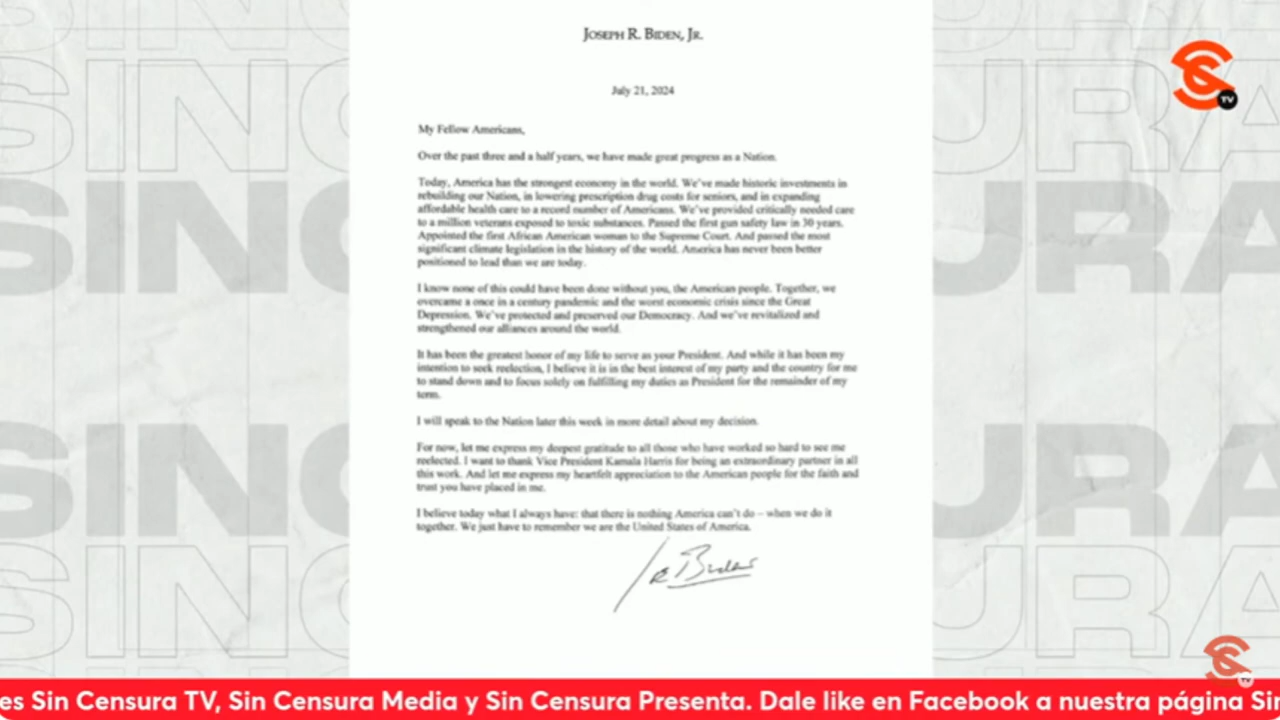 JOSEPH R. BIDEN, JR.
July 21, 2024
My Fellow Americans,
Over the past three and a half years, we have made great progress as a Nation.
Today, America has the strongest economy in the world. We've made historic investments in
rebuilding our Nation, in lowering prescription drug costs for seniors, and in expanding
affordable health care to a record number of Americans. We've provided critically needed care
to a million veterans exposed to toxic substances. Passed the first gun safety law in 30 years.
Appointed the first African American woman to the Supreme Court. And passed the most
significant climate legislation in the history of the world. America has never been better
positioned to lead than we are today.
I know none of this could have been done without you, the American people. Together, we
overcame a once in a century pandemic and the worst economic crisis since the Great
Depression. We've protected and preserved our Democracy. And we've revitalized and
strengthened our alliances around the world.
It has been the greatest honor of my life to serve as your President. And while it has been my
intention to seek reelection, I believe it is in the best interest of my party and the country for me
to stand down and to focus solely on fulfilling my duties as President for the remainder of my
term.
I will speak to the Nation later this week in more detail about my decision.
For now, let me express my deepest gratitude to all those who have worked so hard to see me
reelected. I want to thank Vice President Kamala Harris for being an extraordinary partner in all
this work. And let me express my heartfelt appreciation to the American people for the faith and
trust you have placed in me.
I believe today what I always have: that there is nothing America can't do – when we do it
together. We just have to remember we are the United States of America.
Joe Biden
SINC URA
SINC URA
SINC URA
SINC URA
SINC URA
SC TV
SC TV
es Sin Censura TV, Sin Censura Media y Sin Censura Presenta. Dale like en Facebook a nuestra página Sin